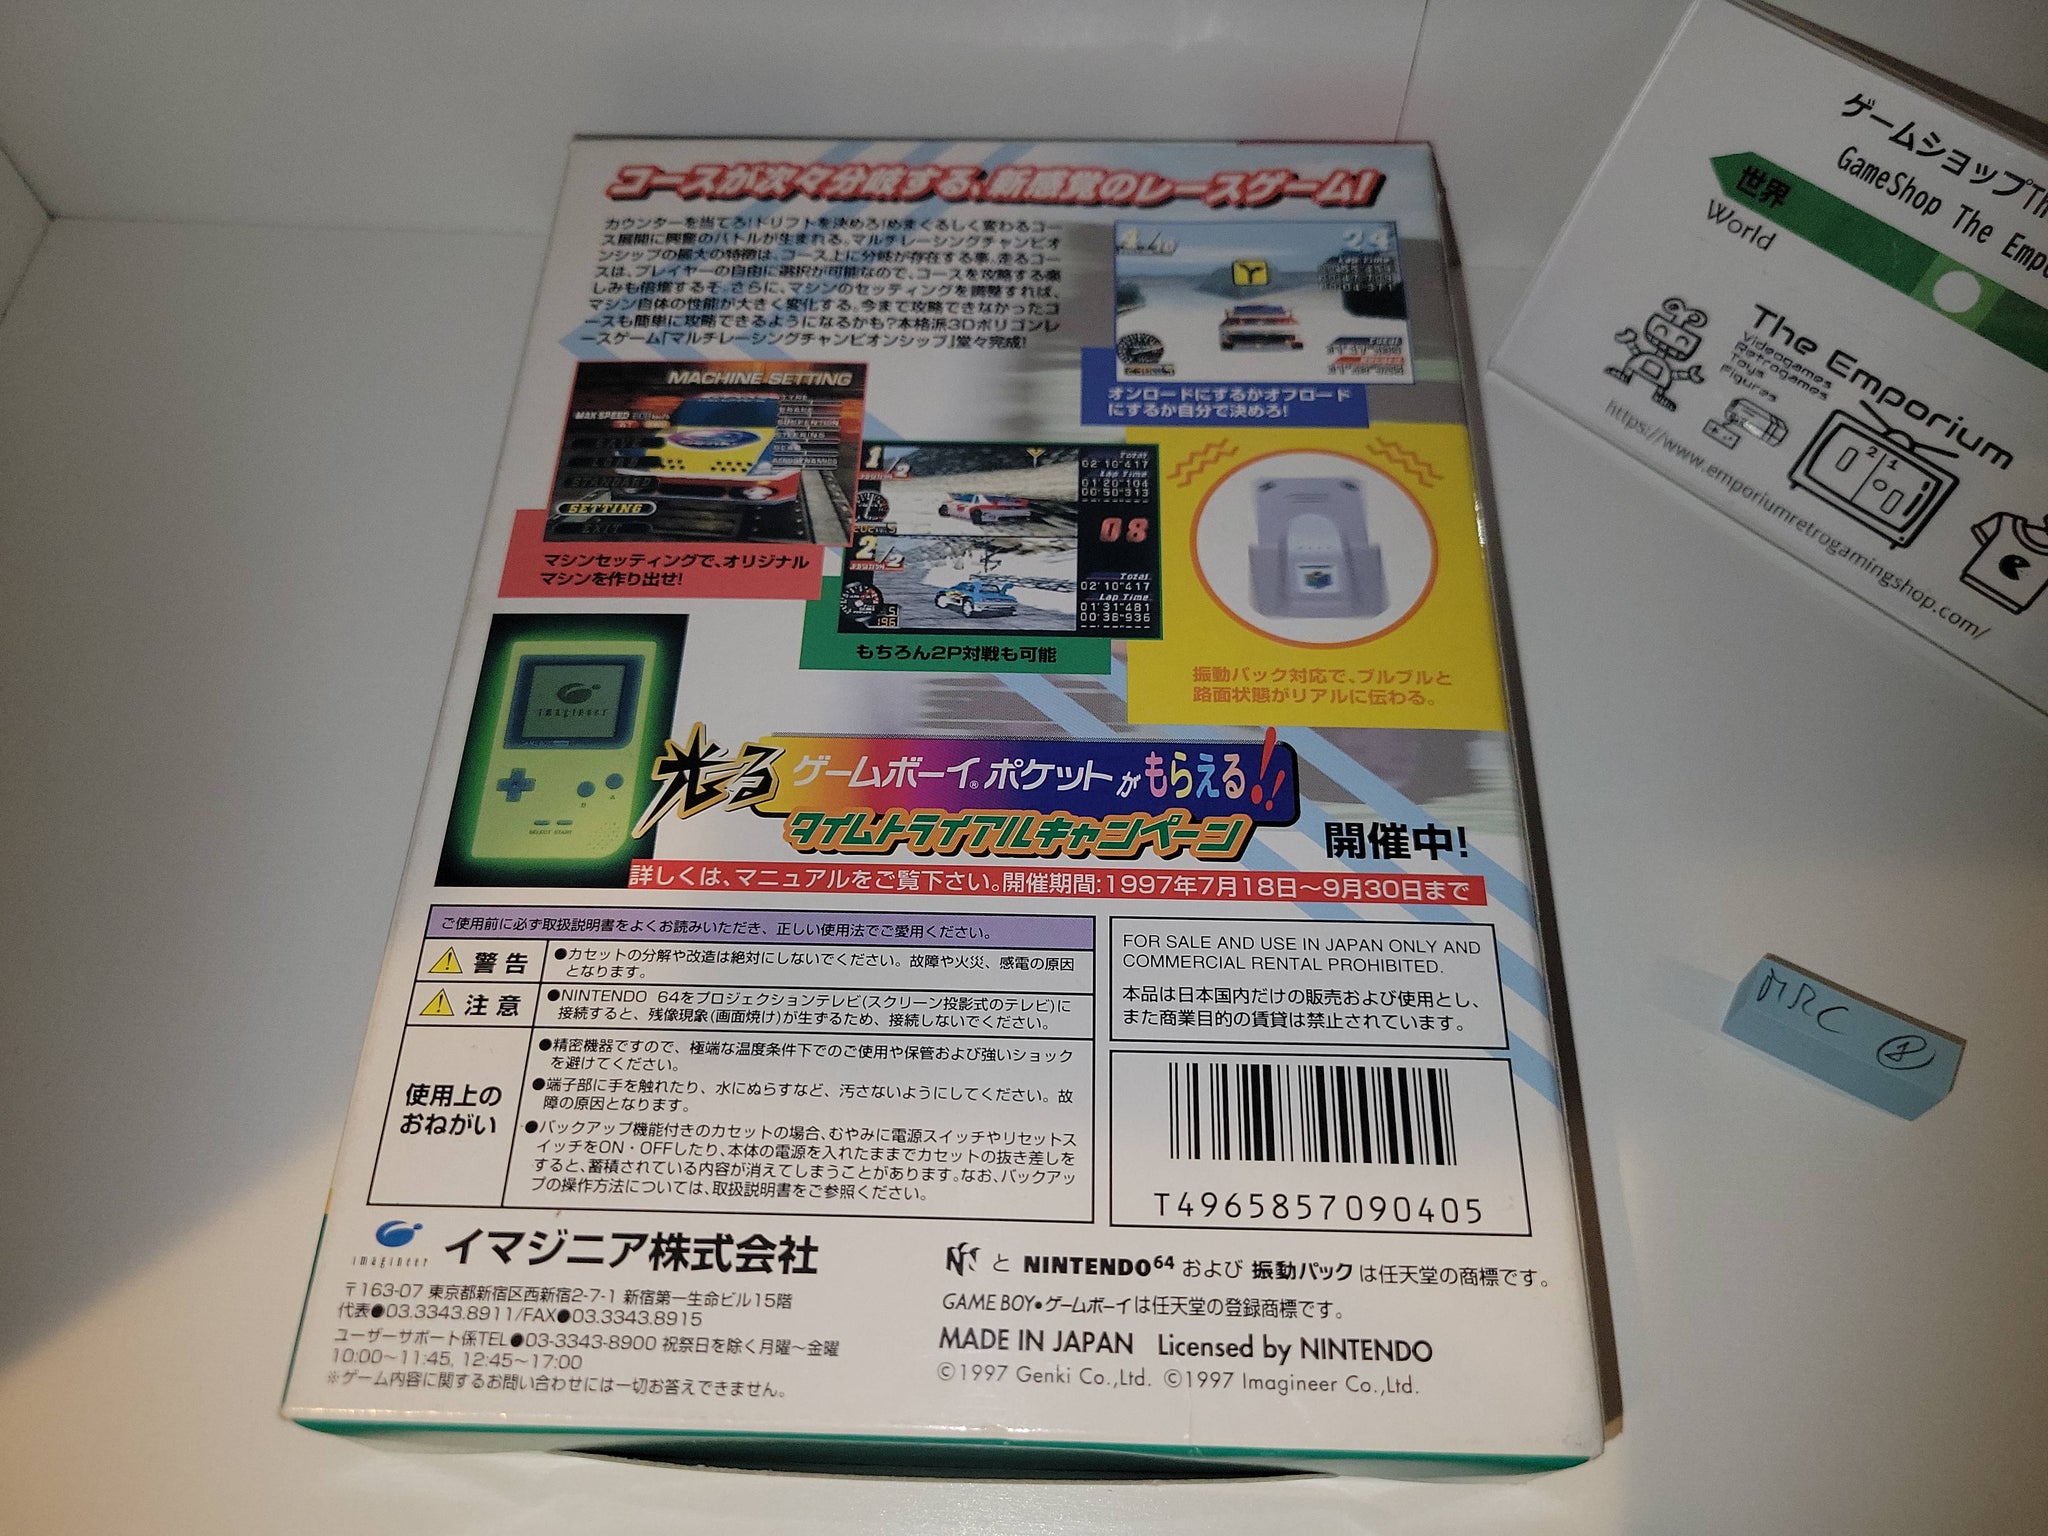 コースが次々分岐する、新感覚のレースゲーム!
カウンターを当てろ!ドリフトを決めろ!めまぐるしく変わるコー
ス展開に興奮のバトルが生まれる。マルチレーシングチャンピオ
ンシップの最大の特徴は、コース上に分岐が存在する事。走るコー
スは、プレイヤーの自由に選択が可能なので、コースを攻略する楽
しみも倍増するぞ。さらに、マシンのセッティングを調整すれば、
マシン自体の性能が大きく変化する。今まで攻略できなかったコ
ースも簡単に攻略できるようになるかも?本格派3Dポリゴンレ
ースゲーム「マルチレーシングチャンピオンシップ」堂々完成!
24
Lap Time
Total
オンロードにするかオフロード
にするか自分で決めろ!
MACHINE SETTING
MAX SPEED
SAVE
LOAD
STANDARD
SETTING
EXIT
マシンセッティングで、オリジナル
マシンを作り出せ!
1/2
POSITION
Total
02'10"417
Lap Time
01'20"104
00'50"313
08
2/2
POSITION
196
Total
02'10"417
Lap Time
01'31"481
00'38"936
もちろん2P対戦も可能
振動パック対応で、ブルブルと
路面状態がリアルに伝わる。
imagineer
B A
SELECT START
光る ゲームボーイ®ポケットがもらえる!!
タイムトライアルキャンペーン 開催中!
詳しくは、マニュアルをご覧下さい。開催期間:1997年7月18日~9月30日まで
ご使用前に必ず取扱説明書をよくお読みいただき、正しい使用法でご愛用ください。
警告
●カセットの分解や改造は絶対にしないでください。故障や火災、感電の原因
となります。
注意
●NINTENDO 64をプロジェクションテレビ(スクリーン投影式のテレビ)に
接続すると、残像現象(画面焼け)が生ずるため、接続しないでください。
使用上の
おねがい
●精密機器ですので、極端な温度条件下でのご使用や保管および強いショック
を避けてください。
●端子部に手を触れたり、水にぬらすなど、汚さないようにしてください。故
障の原因となります。
●バックアップ機能付きのカセットの場合、むやみに電源スイッチやリセットス
イッチをON・OFFしたり、本体の電源を入れたままでカセットの抜き差しを
すると、蓄積されている内容が消えてしまうことがあります。なお、バックアッ
プの操作方法については、取扱説明書をご参照ください。
FOR SALE AND USE IN JAPAN ONLY AND
COMMERCIAL RENTAL PROHIBITED.
本品は日本国内だけの販売および使用とし、
また商業目的の賃貸は禁止されています。
T4965857090405
imagineer イマジニア株式会社
〒163-07 東京都新宿区西新宿2-7-1 新宿第一生命ビル15階
代表●03.3343.8911/FAX●03.3343.8915
ユーザーサポート係TEL●03-3343-8900 祝祭日を除く月曜~金曜
10:00~11:45, 12:45~17:00
※ゲーム内容に関するお問い合わせには一切お答えできません。
と NINTENDO64 および 振動パック は任天堂の商標です。
GAME BOY・ゲームボーイは任天堂の登録商標です。
MADE IN JAPAN Licensed by NINTENDO
©1997 Genki Co.,Ltd. ©1997 Imagineer Co.,Ltd.
ゲームショップTh
GameShop The Empo
世界
World
The Emporium
Videogames
Retrogames
Toys
Figures
https://www.emporiumretrogamingshop.com/
MRC